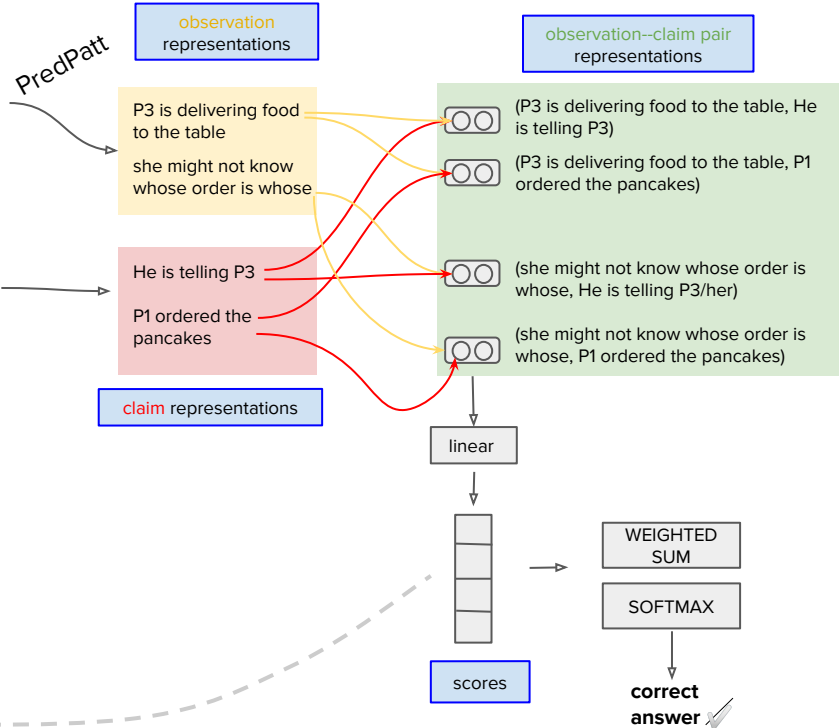 observation
representations
observation--claim pair
representations
PredPatt
P3 is delivering food
to the table
she might not know
whose order is whose
(P3 is delivering food to the table, He
is telling P3)
(P3 is delivering food to the table, P1
ordered the pancakes)
He is telling P3
P1 ordered the
pancakes
(she might not know whose order is
whose, He is telling P3/her)
(she might not know whose order is
whose, P1 ordered the pancakes)
claim representations
linear
WEIGHTED
SUM
SOFTMAX
scores
correct
answer